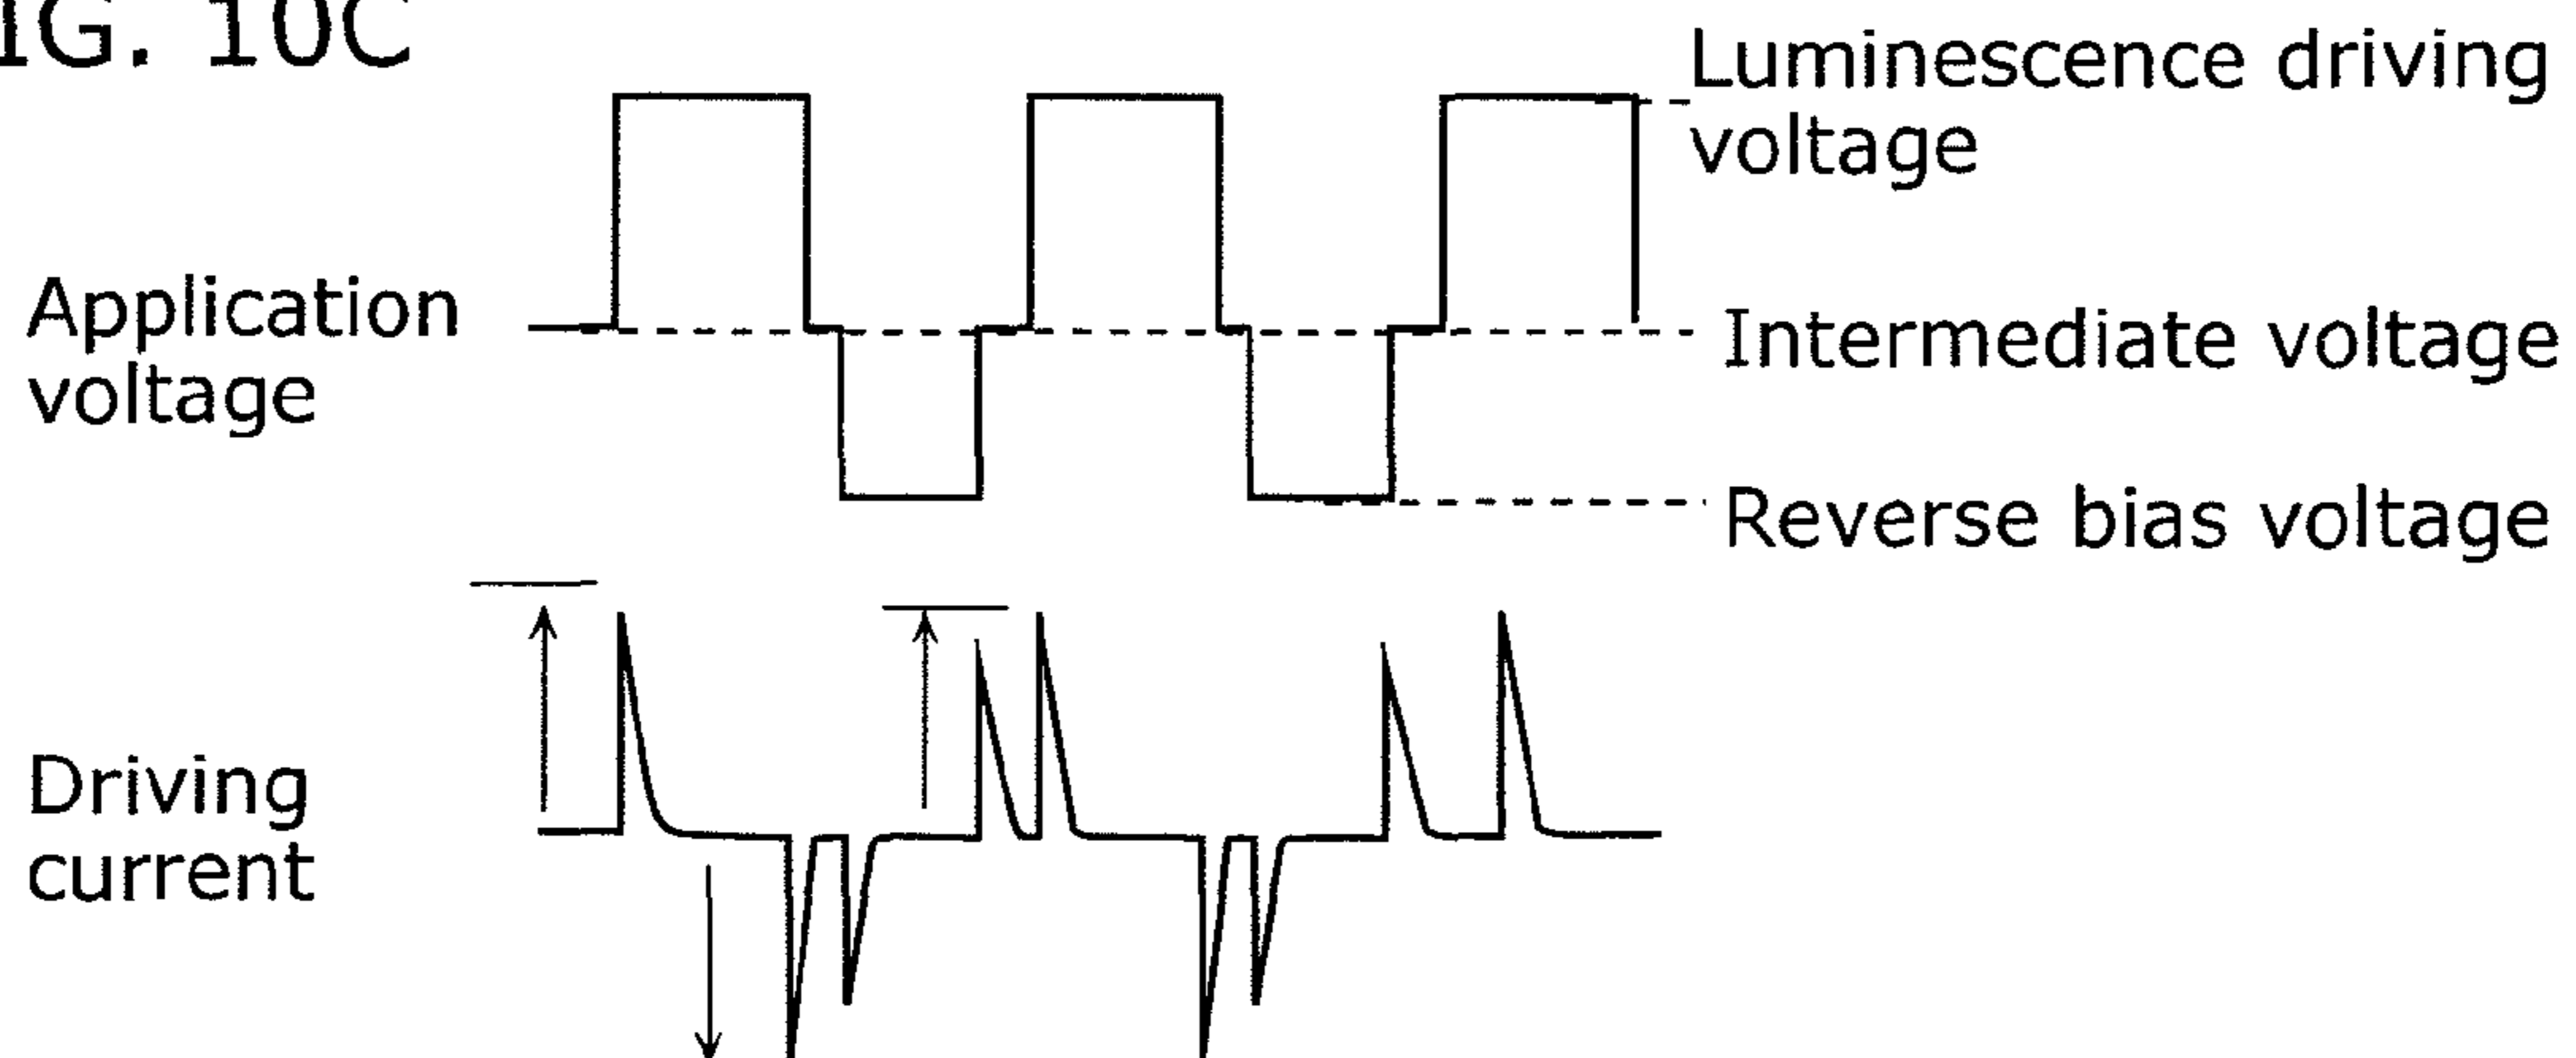 IG. 10C
Luminescence driving
voltage
Application
voltage
Intermediate voltage
Reverse bias voltage
Driving
current